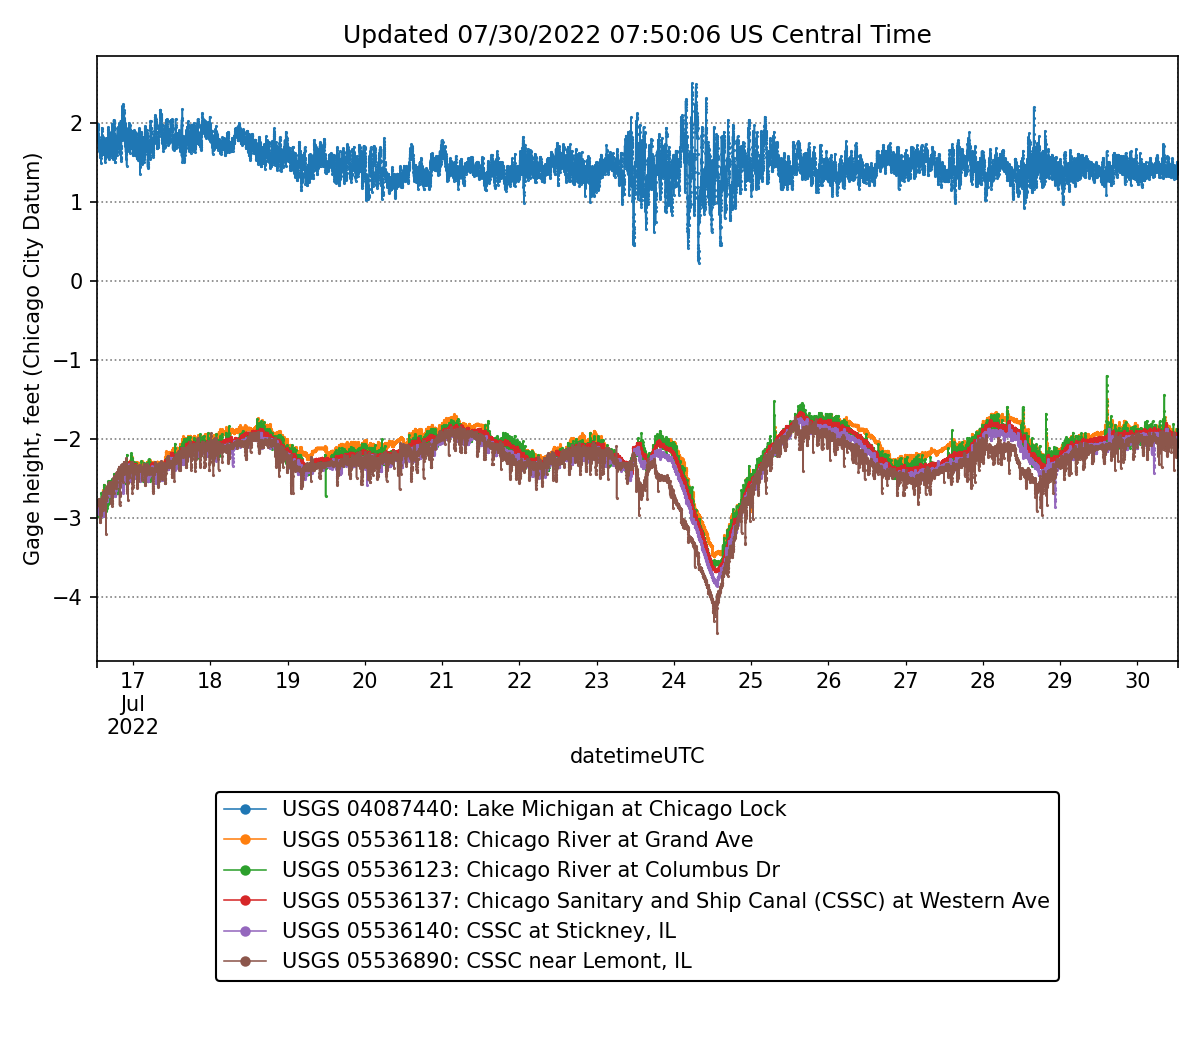 Updated 07/30/2022 07:50:06 US Central Time
Gage height, feet (Chicago City Datum)
2
1
0
−1
−2
−3
−4
17 18 19 20 21 22 23 24 25 26 27 28 29 30
Jul
2022
datetimeUTC
USGS 04087440: Lake Michigan at Chicago Lock
USGS 05536118: Chicago River at Grand Ave
USGS 05536123: Chicago River at Columbus Dr
USGS 05536137: Chicago Sanitary and Ship Canal (CSSC) at Western Ave
USGS 05536140: CSSC at Stickney, IL
USGS 05536890: CSSC near Lemont, IL